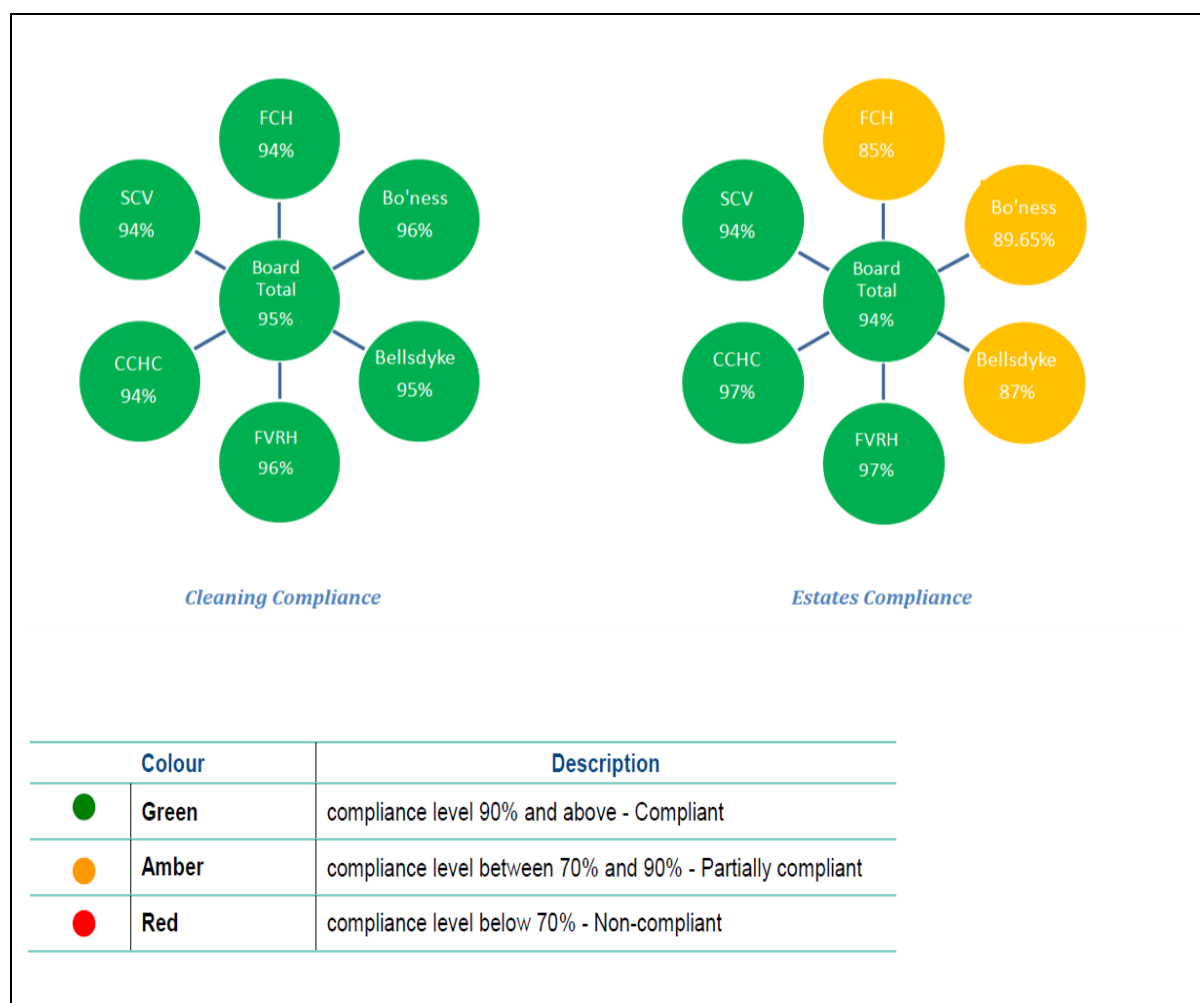 FCH
94%
SCV
94%
Bo'ness
96%
Board
Total
95%
CCHC
94%
Bellsdyke
95%
FVRH
96%
Cleaning Compliance
FCH
85%
SCV
94%
Bo'ness
89.65%
Board
Total
94%
CCHC
97%
Bellsdyke
87%
FVRH
97%
Estates Compliance
Colour Description
Green compliance level 90% and above - Compliant
Amber compliance level between 70% and 90% - Partially compliant
Red compliance level below 70% - Non-compliant